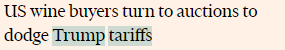 US wine buyers turn to auctions to
dodge Trump tariffs